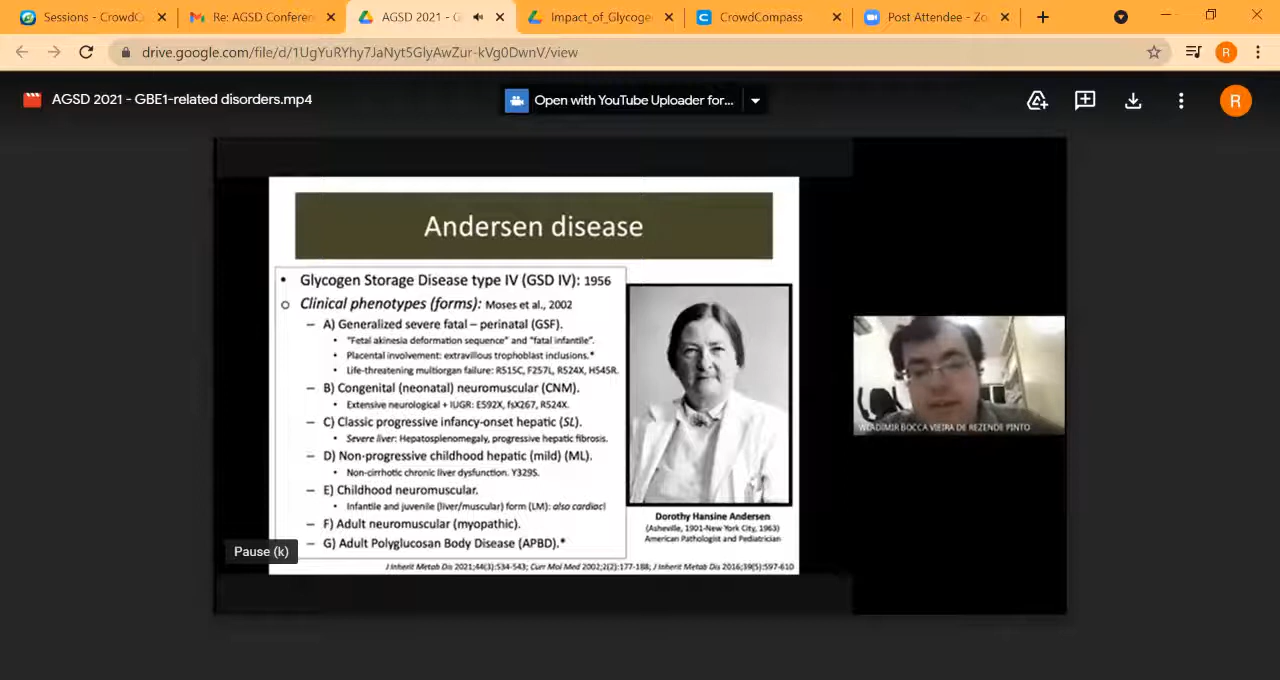 Sessions - CrowdC
Re: AGSD Conferen
AGSD 2021 - G
Impact_of_Glycoge
CrowdCompass
Post Attendee - Zo
drive.google.com/file/d/1UgYuRYhy7JaNyt5GlyAwZur-kVg0DwnV/view
R
AGSD 2021 - GBE1-related disorders.mp4
Open with YouTube Uploader for...
R
Andersen disease
• Glycogen Storage Disease type IV (GSD IV): 1956
o Clinical phenotypes (forms): Moses et al., 2002
– A) Generalized severe fatal – perinatal (GSF).
• "Fetal akinesia deformation sequence" and "fatal infantile".
• Placental involvement: extravillous trophoblast inclusions.*
• Life-threatening multiorgan failure: R515C, F257L, R524X, H545R.
– B) Congenital (neonatal) neuromuscular (CNM).
• Extensive neurological + IUGR: E592X, fsX267, R524X.
– C) Classic progressive infancy-onset hepatic (SL).
• Severe liver: Hepatosplenomegaly, progressive hepatic fibrosis.
– D) Non-progressive childhood hepatic (mild) (ML).
• Non-cirrhotic chronic liver dysfunction. Y329S.
– E) Childhood neuromuscular.
• Infantile and juvenile (liver/muscular) form (LM): also cardiac!
– F) Adult neuromuscular (myopathic).
– G) Adult Polyglucosan Body Disease (APBD).*
Dorothy Hansine Andersen
(Asheville, 1901-New York City, 1963)
American Pathologist and Pediatrician
J Inherit Metab Dis 2021;44(3):534-543; Curr Mol Med 2002;2(2):177-188; J Inherit Metab Dis 2016;39(5):597-610
WLADIMIR BOCCA VIEIRA DE REZENDE PINTO
Pause (k)